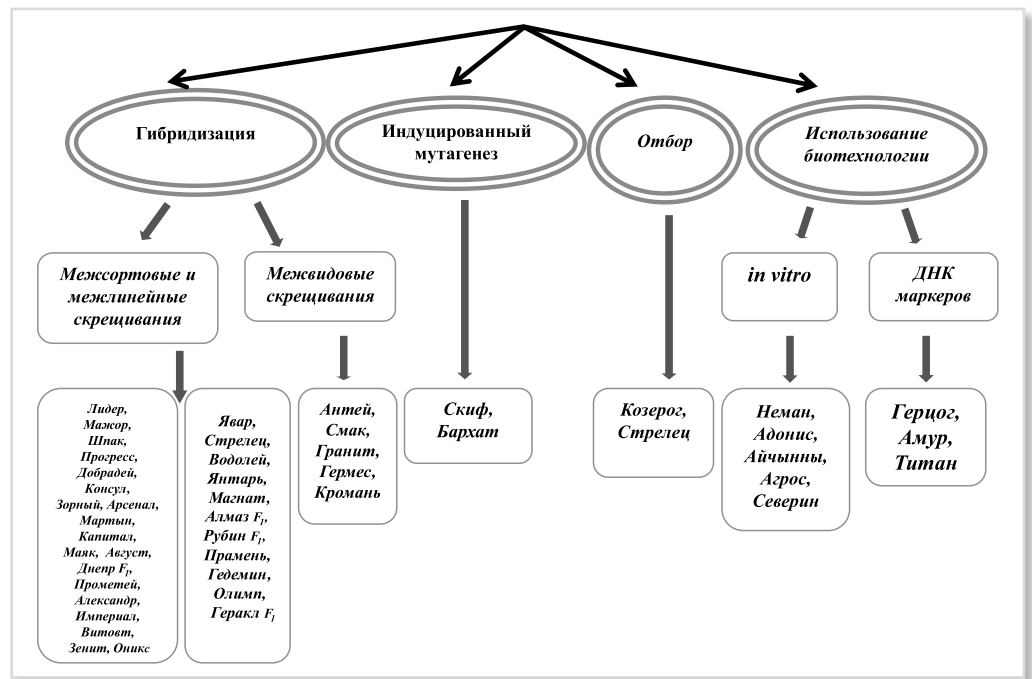 Гибридизация
Индуцированный
мутагенез
Отбор
Использование
биотехнологии
Межсортовые и
межлинейные
скрещивания
Межвидовые
скрещивания
in vitro
ДНК
маркеров
Лидер,
Мажор,
Шпак,
Прогресс,
Добрадей,
Консул,
Зорный, Арсенал,
Мартын,
Капитал,
Маяк, Август,
Днепр F₁,
Прометей,
Александр,
Империал,
Витовт,
Зенит, Оникс
Явар,
Стрелец,
Водолей,
Янтарь,
Магнат,
Алмаз F₁,
Рубин F₁,
Прамень,
Гедемин,
Олимп,
Геракл F₁
Антей,
Смак,
Гранит,
Гермес,
Кромань
Скиф,
Бархат
Козерог,
Стрелец
Неман,
Адонис,
Айчынны,
Агрос,
Северин
Герцог,
Амур,
Титан